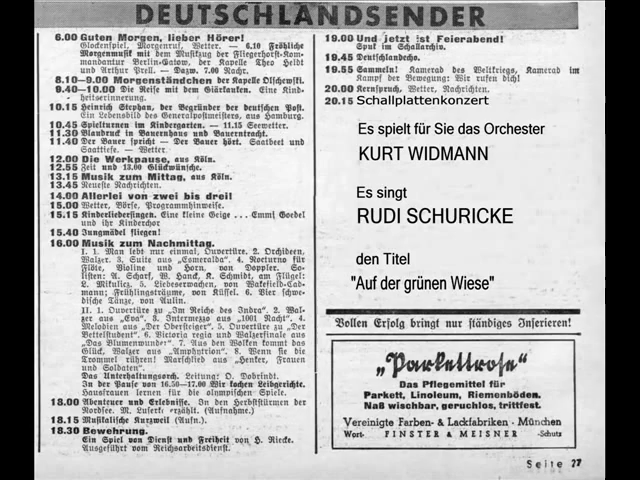 DEUTSCHLANDSENDER
6.00 Guten Morgen, lieber Hörer!
Glockenspiel, Morgenruf, Wetter. — 6.10 Fröhliche
Morgenmusik mit dem Musikzug der Fliegerhorst-Kom-
mandantur Berlin-Gatow, der Kapelle Theo Heldt
und Arthur Prell. — Dazw. 7.00 Nachr.
8.10—9.00 Morgenständchen der Kapelle Olschewski.
9.40—10.00 Die Reise mit dem Giärkaufen. Eine Kind-
heitserinnerung.
10.15 Heinrich Stephan, der Begründer der deutschen Post.
Ein Lebensbild des Generalpostmeisters, aus Hamburg.
10.45 Spielturnen im Kindergarten. — 11.15 Seewetter.
11.30 Blaudruck in Bauernhaus und Bauerntracht.
11.40 Der Bauer spricht — Der Bauer hört. Saatbeet und
Saattiefe. — Wetter.
12.00 Die Werkpause, aus Köln.
12.55 Zeit und 13.00 Glückwünsche.
13.15 Musik zum Mittag, aus Köln.
13.45 Neueste Nachrichten.
14.00 Allerlei von zwei bis drei!
15.00 Wetter, Börse, Programmhinweise.
15.15 Kinderliedersingen. Eine kleine Geige . . . Emmi Goedel
und ihr Kinderchor
15.40 Jungmädel fliegen!
16.00 Musik zum Nachmittag.
I. 1. Man lebt nur einmal, Ouvertüre. 2. Orchideen,
Walzer. 3. Suite aus „Esmeralda". 4. Notturno für
Flöte, Violine und Horn, von Doppler. So-
listen: A. Scharf, W. Hanck, K. Schmidt, am Flügel:
L. Mikulicz. 5. Liebeserwachen, von Wakefield-Cad-
mann; Frühlingsträume, von Küssel. 6. Vier schwe-
dische Tänze, von Aulin.
II. 1. Ouvertüre zu „Im Reiche des Indra". 2. Wal-
zer aus „Eva". 3. Intermezzo aus „1001 Nacht". 4.
Melodien aus „Der Obersteiger". 5. Ouvertüre zu „Der
Bettelstudent". 6. Victoria regia und Walzerfinale aus
„Das Blumenwunder". 7. Aus den Wolken kommt das
Glück, Walzer aus „Amphytrion". 8. Wenn sie die
Trommel rühren! Marschlied aus „Henker, Frauen
und Soldaten".
Das Unterhaltungsorch. Leitung: O. Dobrindt.
In der Pause von 16.50—17.00 Wir kochen Leibgerichte.
Hausfrauen lernen für die olympischen Spiele.
18.00 Abenteuer und Erlebnisse. In den Herbststürmen der
Nordsee. M. Luserke erzählt. (Aufnahme.)
18.15 Musikalische Kurzweil (Aufn.).
18.30 Bewehrung.
Ein Spiel von Dienst und Freiheit von H. Riecke.
Ausgeführt vom Reichsarbeitsdienst.
19.00 Und jetzt ist Feierabend!
Spuk im Schallarchiv.
19.45 Deutschlandecho.
19.55 Sammeln! Kamerad des Weltkriegs, Kamerad im
Kampf der Bewegung: Wir rufen dich!
20.00 Kernspruch, Wetter, Nachrichten.
20.15 Schallplattenkonzert
Es spielt für Sie das Orchester
KURT WIDMANN
Es singt
RUDI SCHURICKE
den Titel
"Auf der grünen Wiese"
Vollen Erfolg bringt nur ständiges Inserieren!
„Parkettrose"
Das Pflegemittel für
Parkett, Linoleum, Riemenböden.
Naß wischbar, geruchlos, trittfest.
Vereinigte Farben- & Lackfabriken - München
Wort- FINSTER & MEISNER -Schutz
Seite 27